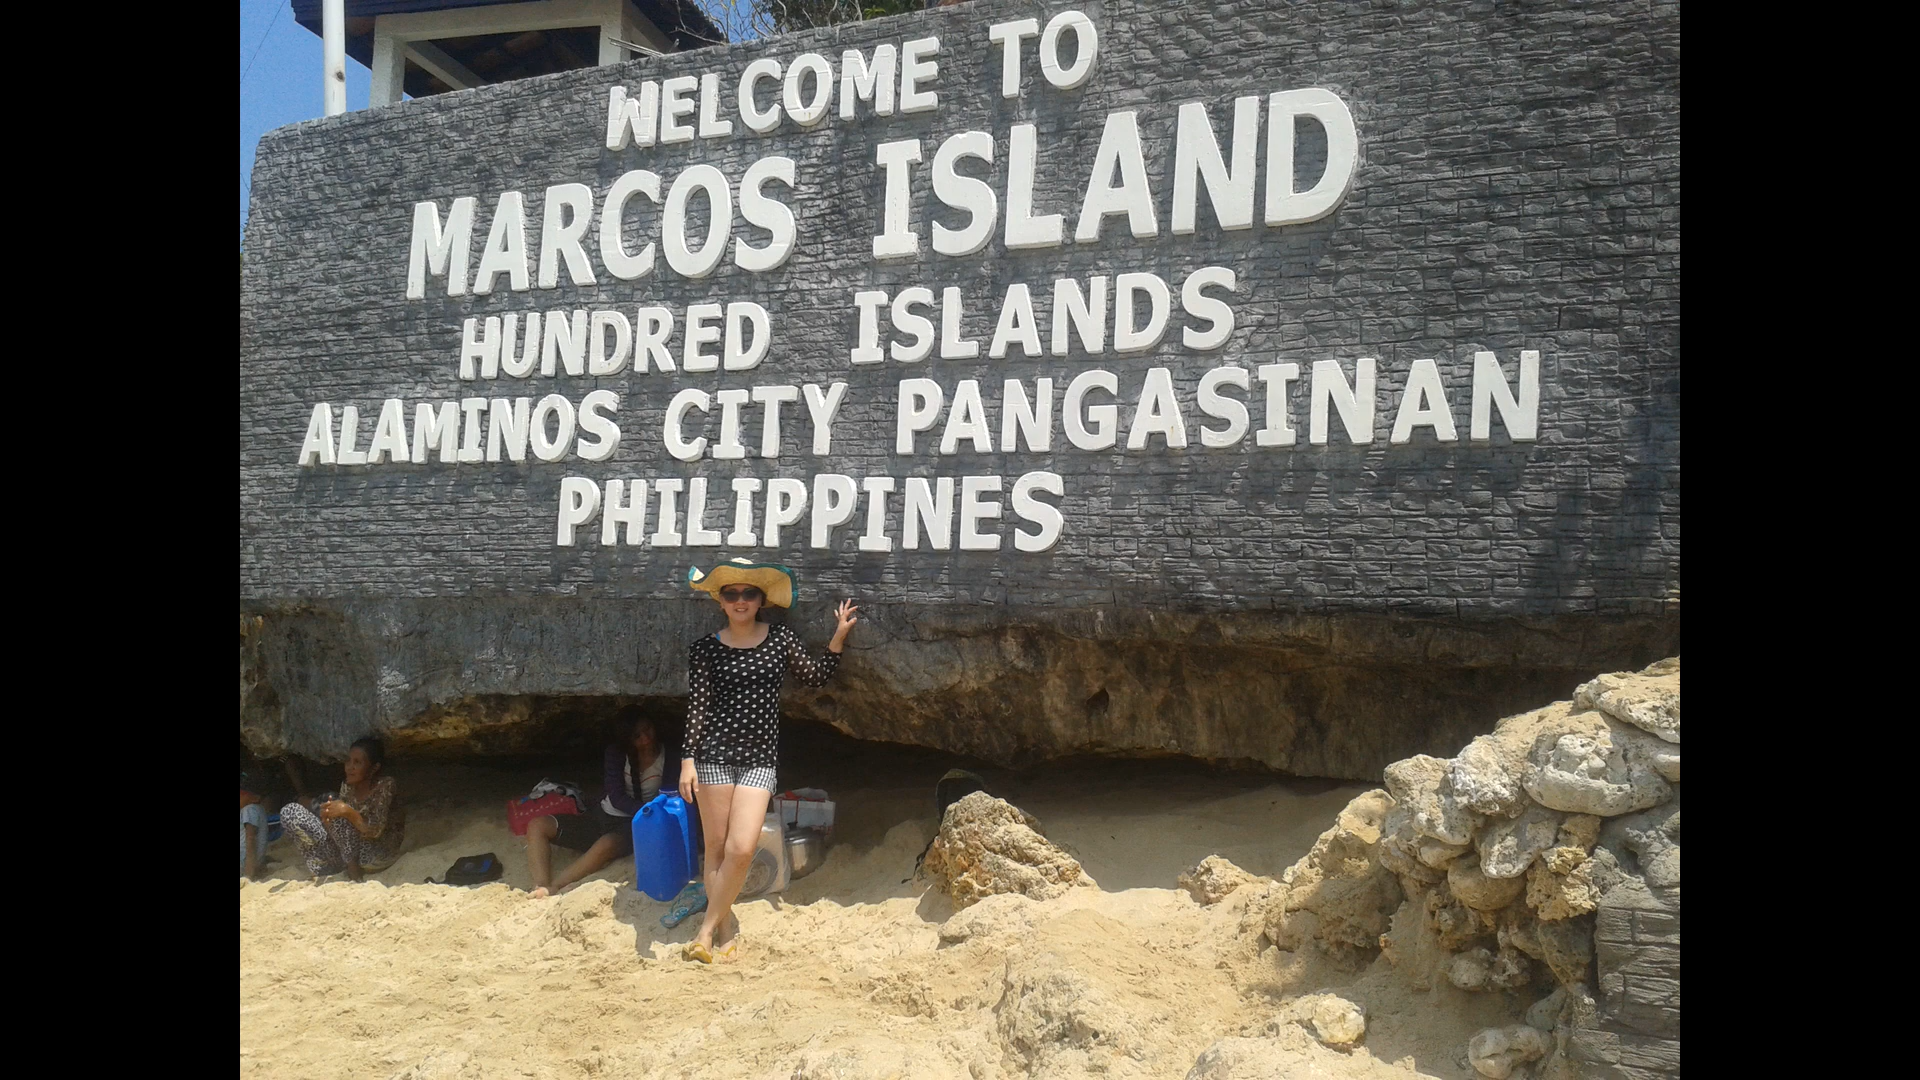 WELCOME TO
MARCOS ISLAND
HUNDRED ISLANDS
ALAMINOS CITY PANGASINAN
PHILIPPINES